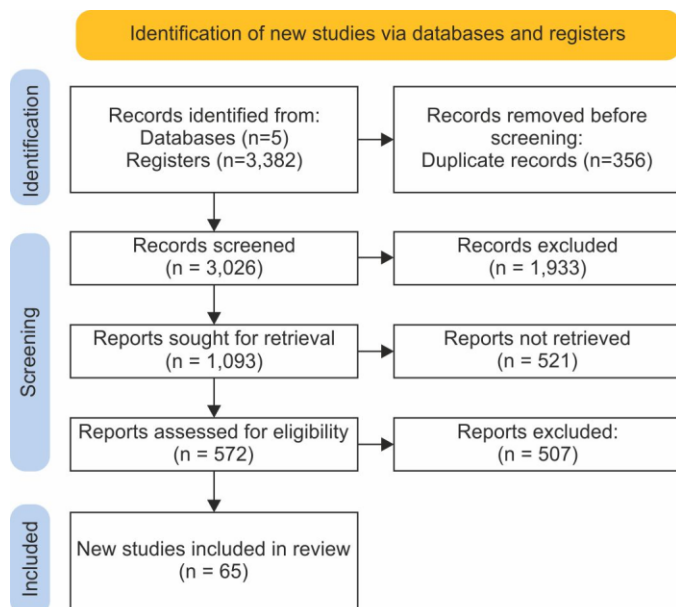 Identification of new studies via databases and registers
Identification
Records identified from:
Databases (n=5)
Registers (n=3,382)
Records removed before
screening:
Duplicate records (n=356)
Screening
Records screened
(n = 3,026)
Records excluded
(n = 1,933)
Reports sought for retrieval
(n = 1,093)
Reports not retrieved
(n = 521)
Reports assessed for eligibility
(n = 572)
Reports excluded:
(n = 507)
Included
New studies included in review
(n = 65)